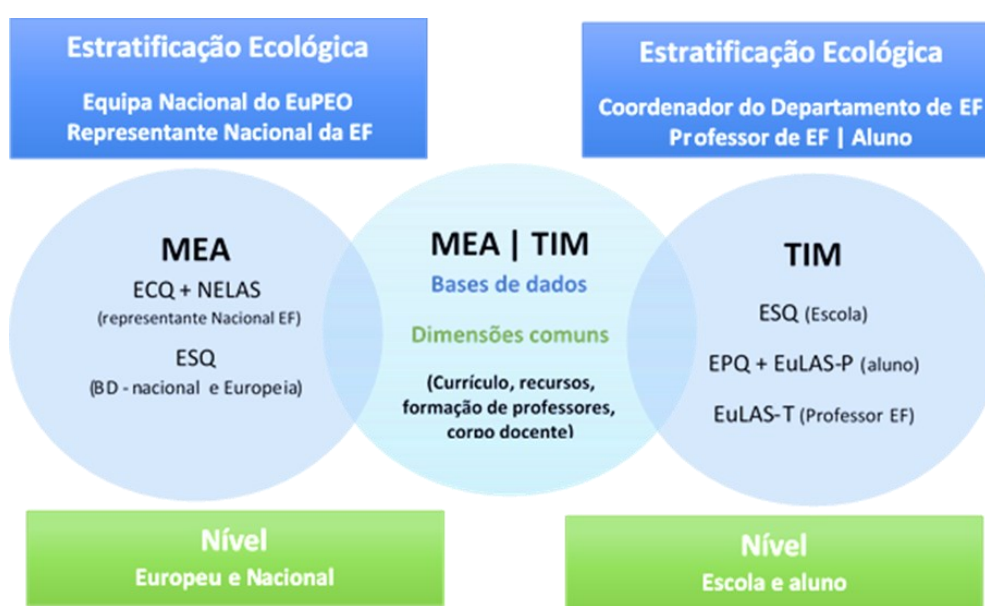 Estratificação Ecológica
Equipa Nacional do EuPEO
Representante Nacional da EF
Estratificação Ecológica
Coordenador do Departamento de EF
Professor de EF | Aluno
MEA
ECQ + NELAS
(representante Nacional EF)
ESQ
(BD - nacional e Europeia)
MEA | TIM
Bases de dados
Dimensões comuns
(Currículo, recursos,
formação de professores,
corpo docente)
TIM
ESQ (Escola)
EPQ + EuLAS-P (aluno)
EuLAS-T (Professor EF)
Nível
Europeu e Nacional
Nível
Escola e aluno